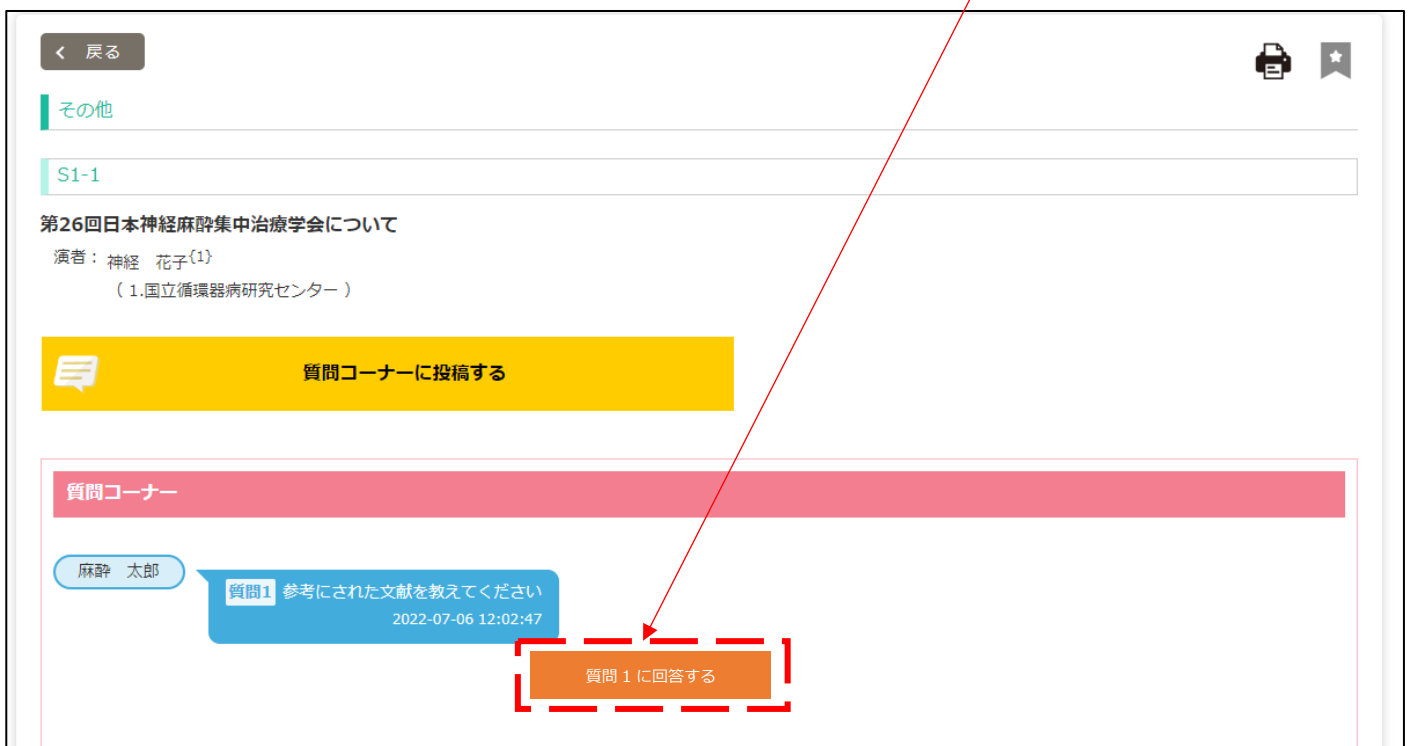 戻る
その他
S1-1
第26回日本神経麻酔集中治療学会について
演者： 神経　花子{1}
（ 1.国立循環器病研究センター ）
質問コーナーに投稿する
質問コーナー
麻酔　太郎
質問1 参考にされた文献を教えてください
2022-07-06 12:02:47
質問 1 に回答する